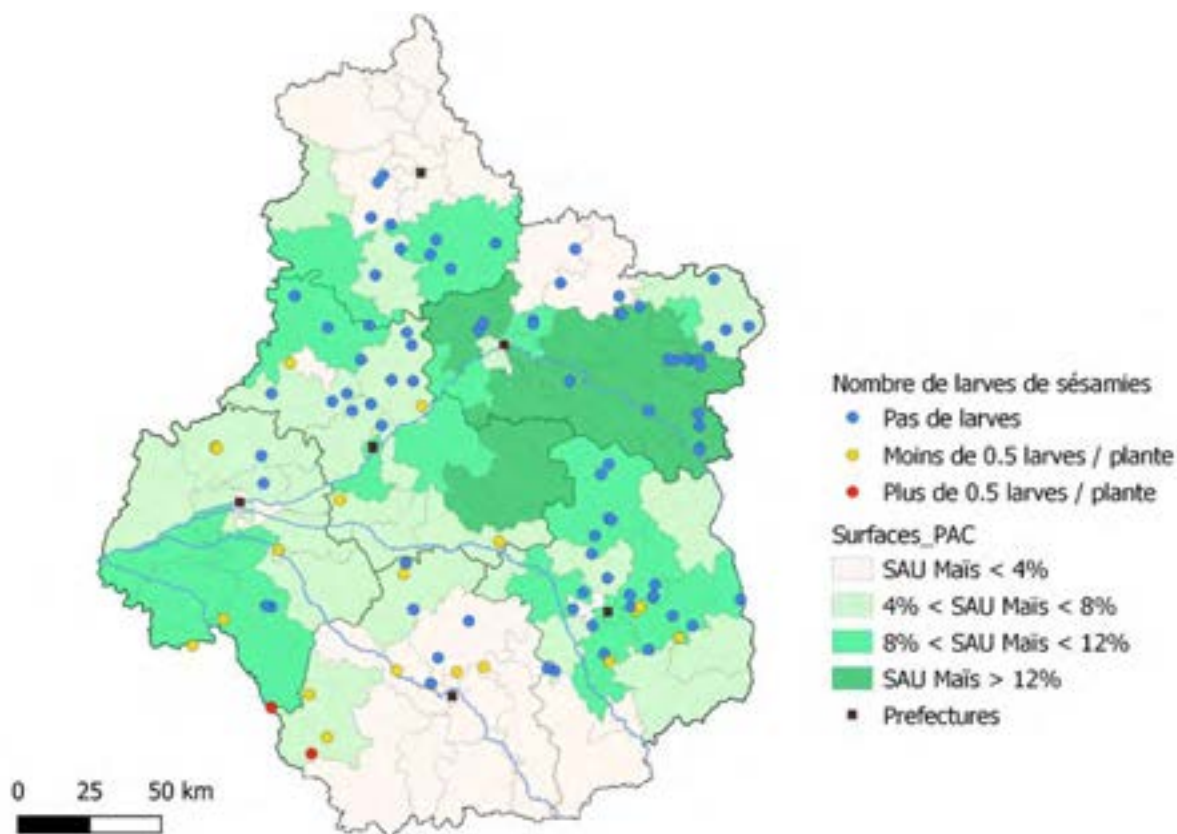 Nombre de larves de sésamies
Pas de larves
Moins de 0.5 larves / plante
Plus de 0.5 larves / plante
Surfaces_PAC
SAU Maïs < 4%
4% < SAU Maïs < 8%
8% < SAU Maïs < 12%
SAU Maïs > 12%
Prefectures
0 25 50 km